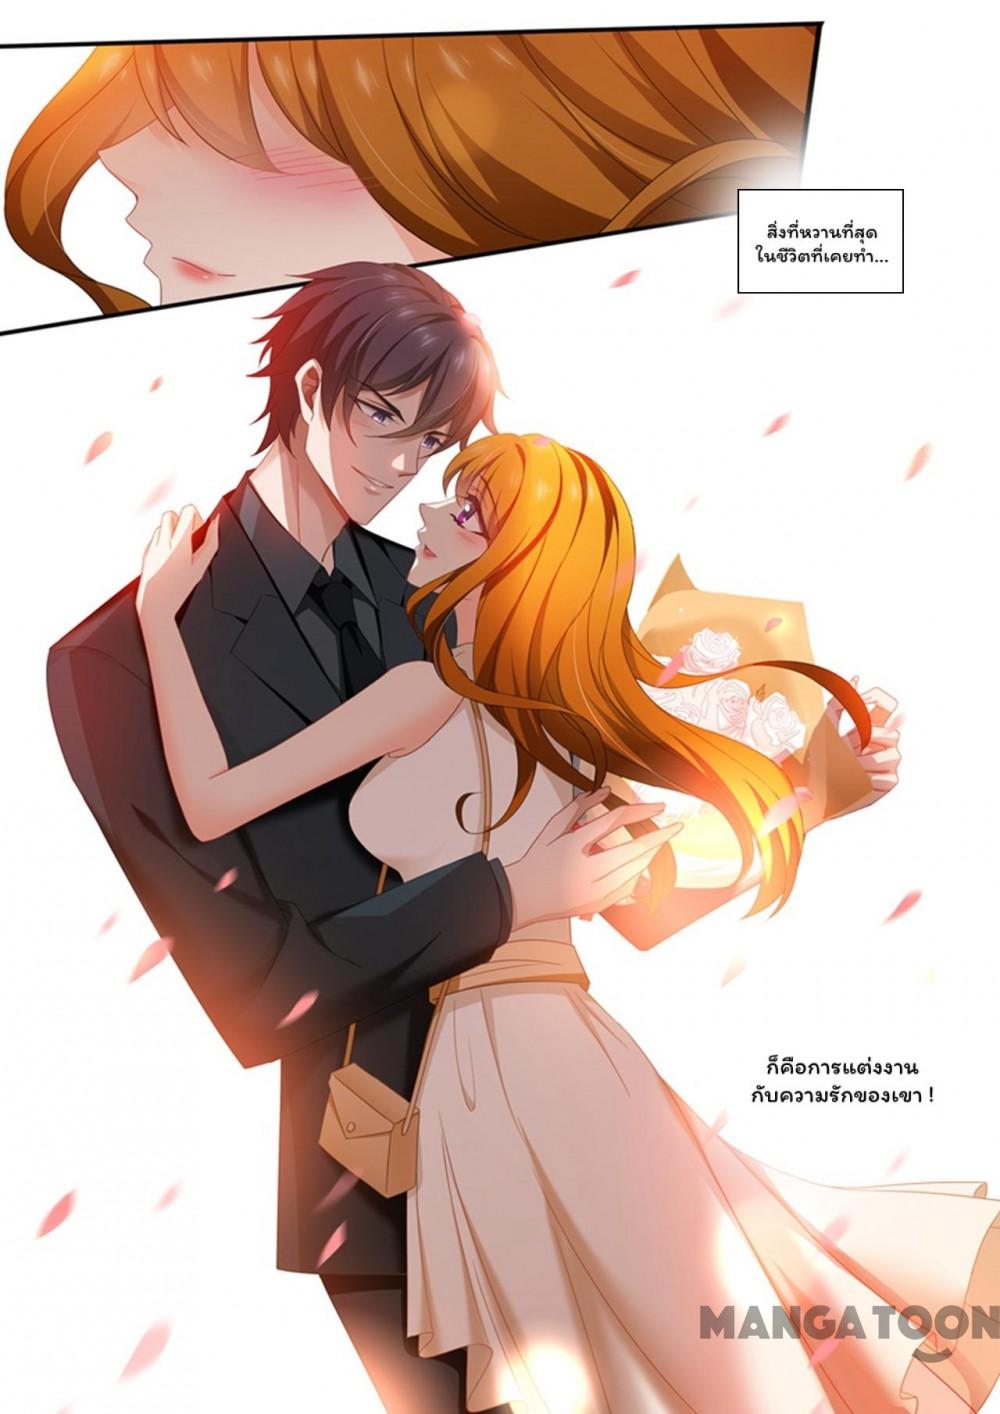 สิ่งที่หวานที่สุด
ในชีวิตที่เคยทำ...
ก็คือการแต่งงาน
กับความรักของเขา !
MANGATOON